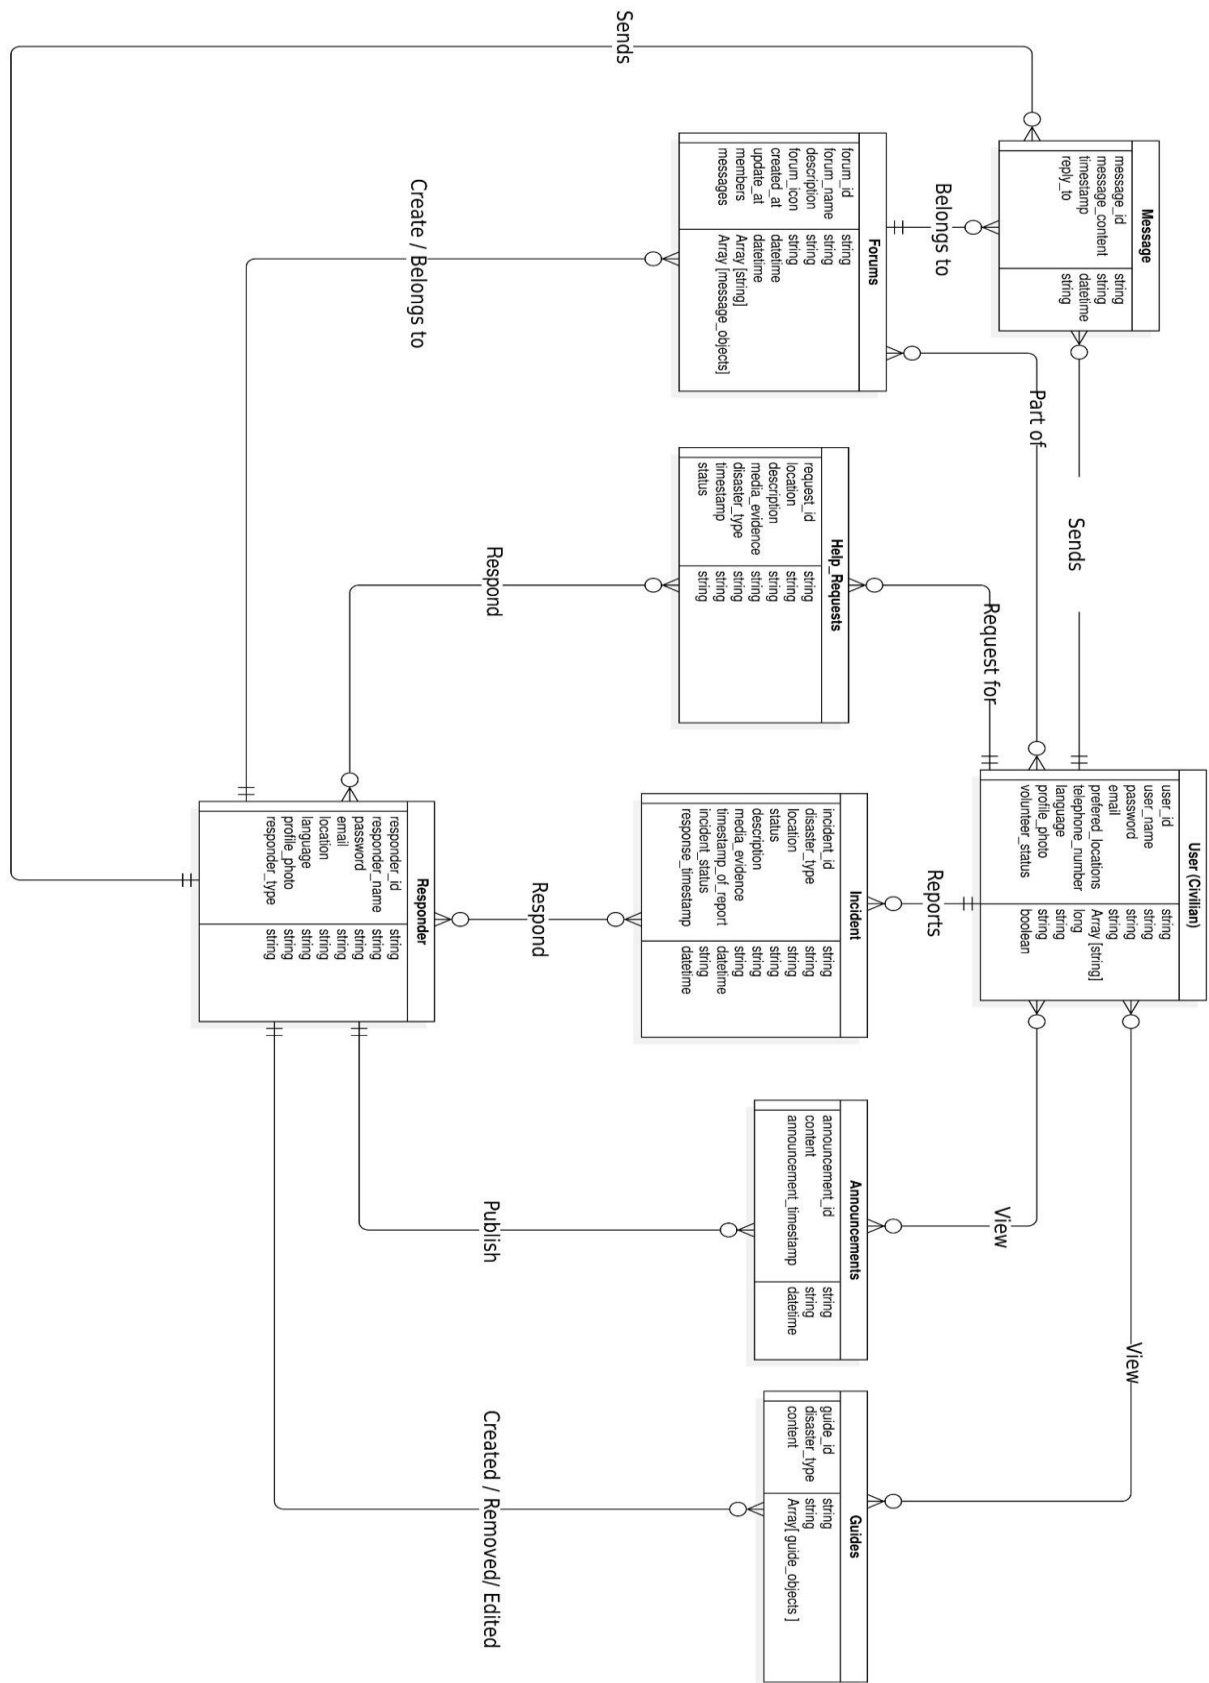 Sends
Message
message_id string
message_content string
timestamp datetime
reply_to string
Belongs to
Forums
forum_id string
forum_name string
description string
forum_icon string
created_at datetime
update_at datetime
members Array [string]
messages Array [message_objects]
Create / Belongs to
Part of
Sends
Help_Requests
request_id string
location string
description string
media_evidence string
disaster_type string
timestamp string
status string
Request for
Respond
User (Civilian)
user_id string
user_name string
password string
email string
prefered_locations Array [string]
telephone_number long
language string
profile_photo string
volunteer_status boolean
Reports
Incident
incident_id string
disaster_type string
location string
status string
description string
media_evidence string
timestamp_of_report datetime
incident_status string
response_timestamp datetime
Respond
Responder
responder_id string
responder_name string
password string
email string
location string
language string
profile_photo string
responder_type string
View
Announcements
announcement_id string
content string
announcement_timestamp datetime
Publish
View
Guides
guide_id string
disaster_type string
content Array[ guide_objects ]
Created / Removed/ Edited